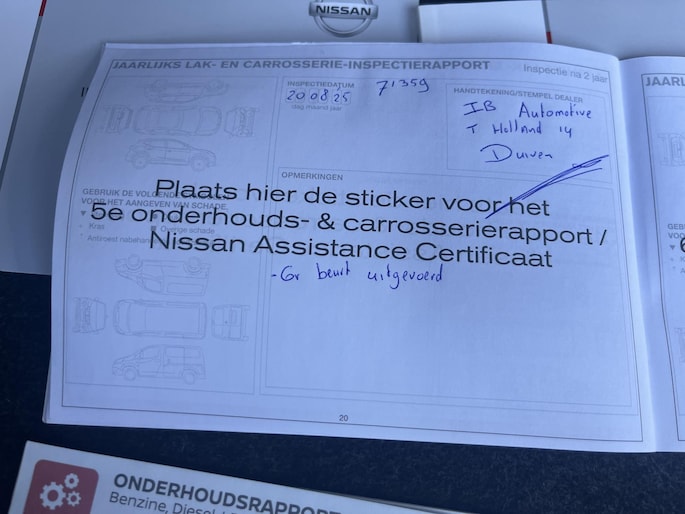 NISSAN
JAARLIJKS LAK- EN CARROSSERIE-INSPECTIERAPPORT
Inspectie na 2 jaar
INSPECTIEDATUM
20 08 25
dag maand jaar
71359
HANDTEKENING/STEMPEL DEALER
IB Automotive
T Holland 14
Duiven
OPMERKINGEN
GEBRUIK DE VOLGENDE
VOOR HET AANGEVEN VAN SCHADE.
Kras
Overige schade
Plaats hier de sticker voor het
5e onderhouds- & carrosserierapport /
Nissan Assistance Certificaat
- Gr beurt uitgevoerd
20
JAARL
ONDERHOUDSRAPPORT
Benzine, Diesel